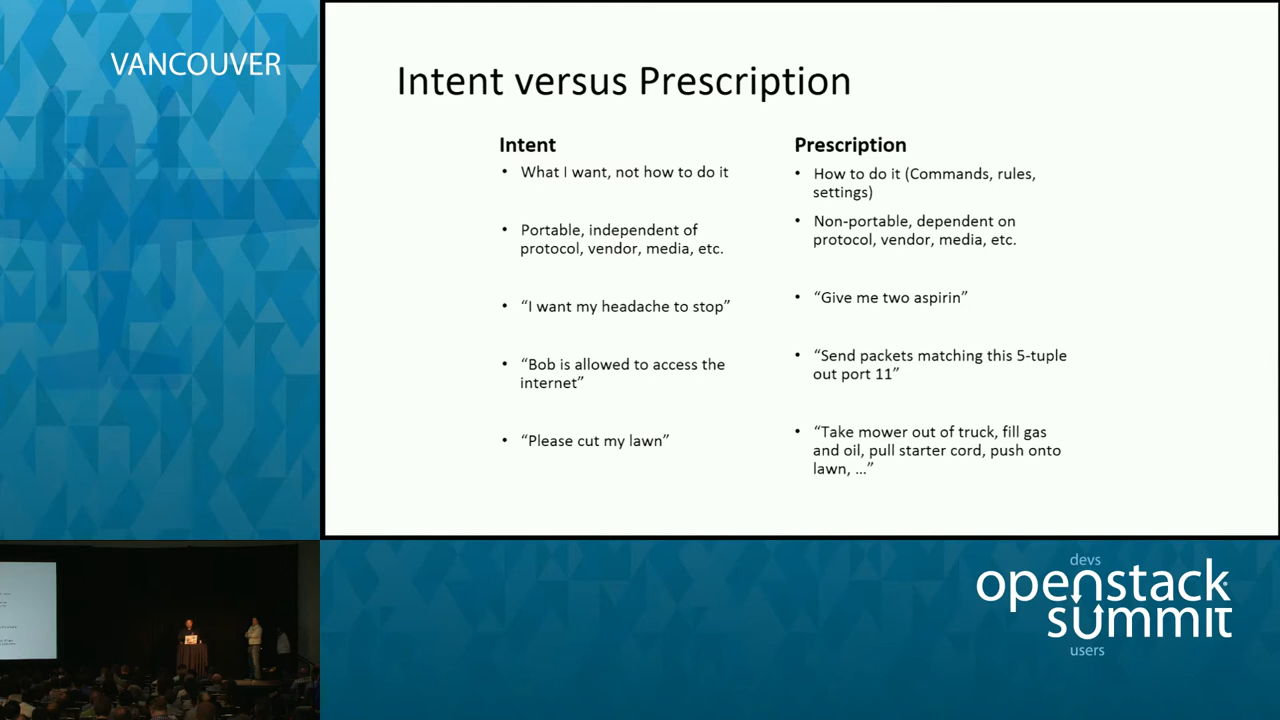 VANCOUVER
Intent versus Prescription
Intent
• What I want, not how to do it
• Portable, independent of
protocol, vendor, media, etc.
• “I want my headache to stop”
• “Bob is allowed to access the
internet”
• “Please cut my lawn”
Prescription
• How to do it (Commands, rules,
settings)
• Non-portable, dependent on
protocol, vendor, media, etc.
• “Give me two aspirin”
• “Send packets matching this 5-tuple
out port 11”
• “Take mower out of truck, fill gas
and oil, pull starter cord, push onto
lawn, ...”
devs
openstack
summit
users